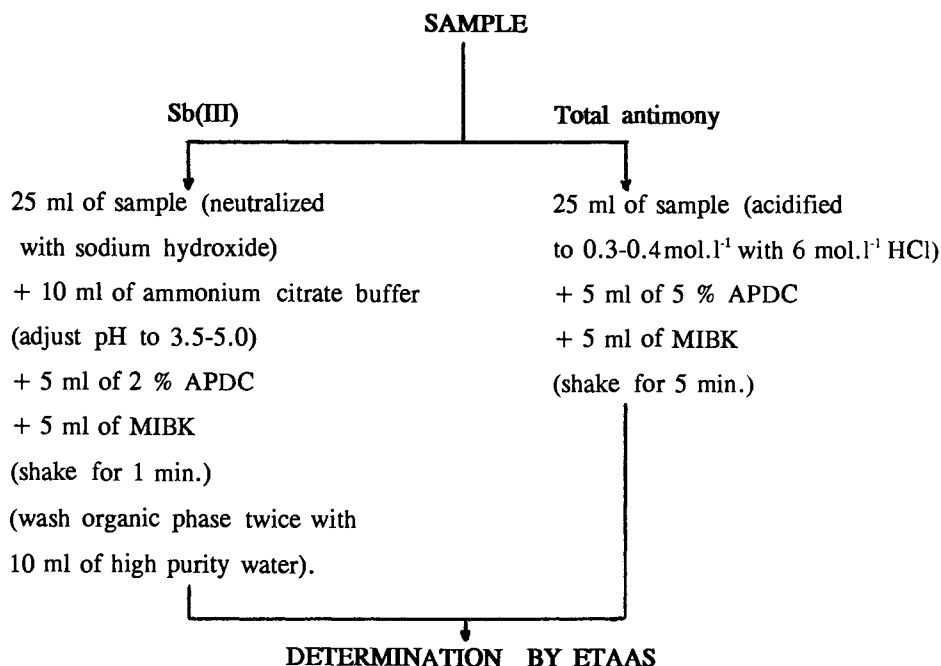 SAMPLE
Sb(III)
Total antimony
25 ml of sample (neutralized
with sodium hydroxide)
+ 10 ml of ammonium citrate buffer
(adjust pH to 3.5-5.0)
+ 5 ml of 2 % APDC
+ 5 ml of MIBK
(shake for 1 min.)
(wash organic phase twice with
10 ml of high purity water).
25 ml of sample (acidified
to 0.3-0.4 mol.l⁻¹ with 6 mol.l⁻¹ HCl)
+ 5 ml of 5 % APDC
+ 5 ml of MIBK
(shake for 5 min.)
DETERMINATION BY ETAAS